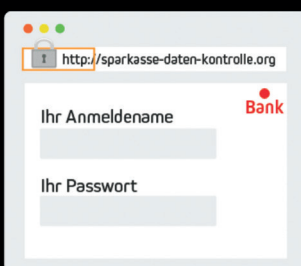 http://sparkasse-daten-kontrolle.org
Bank
Ihr Anmeldename
Ihr Passwort